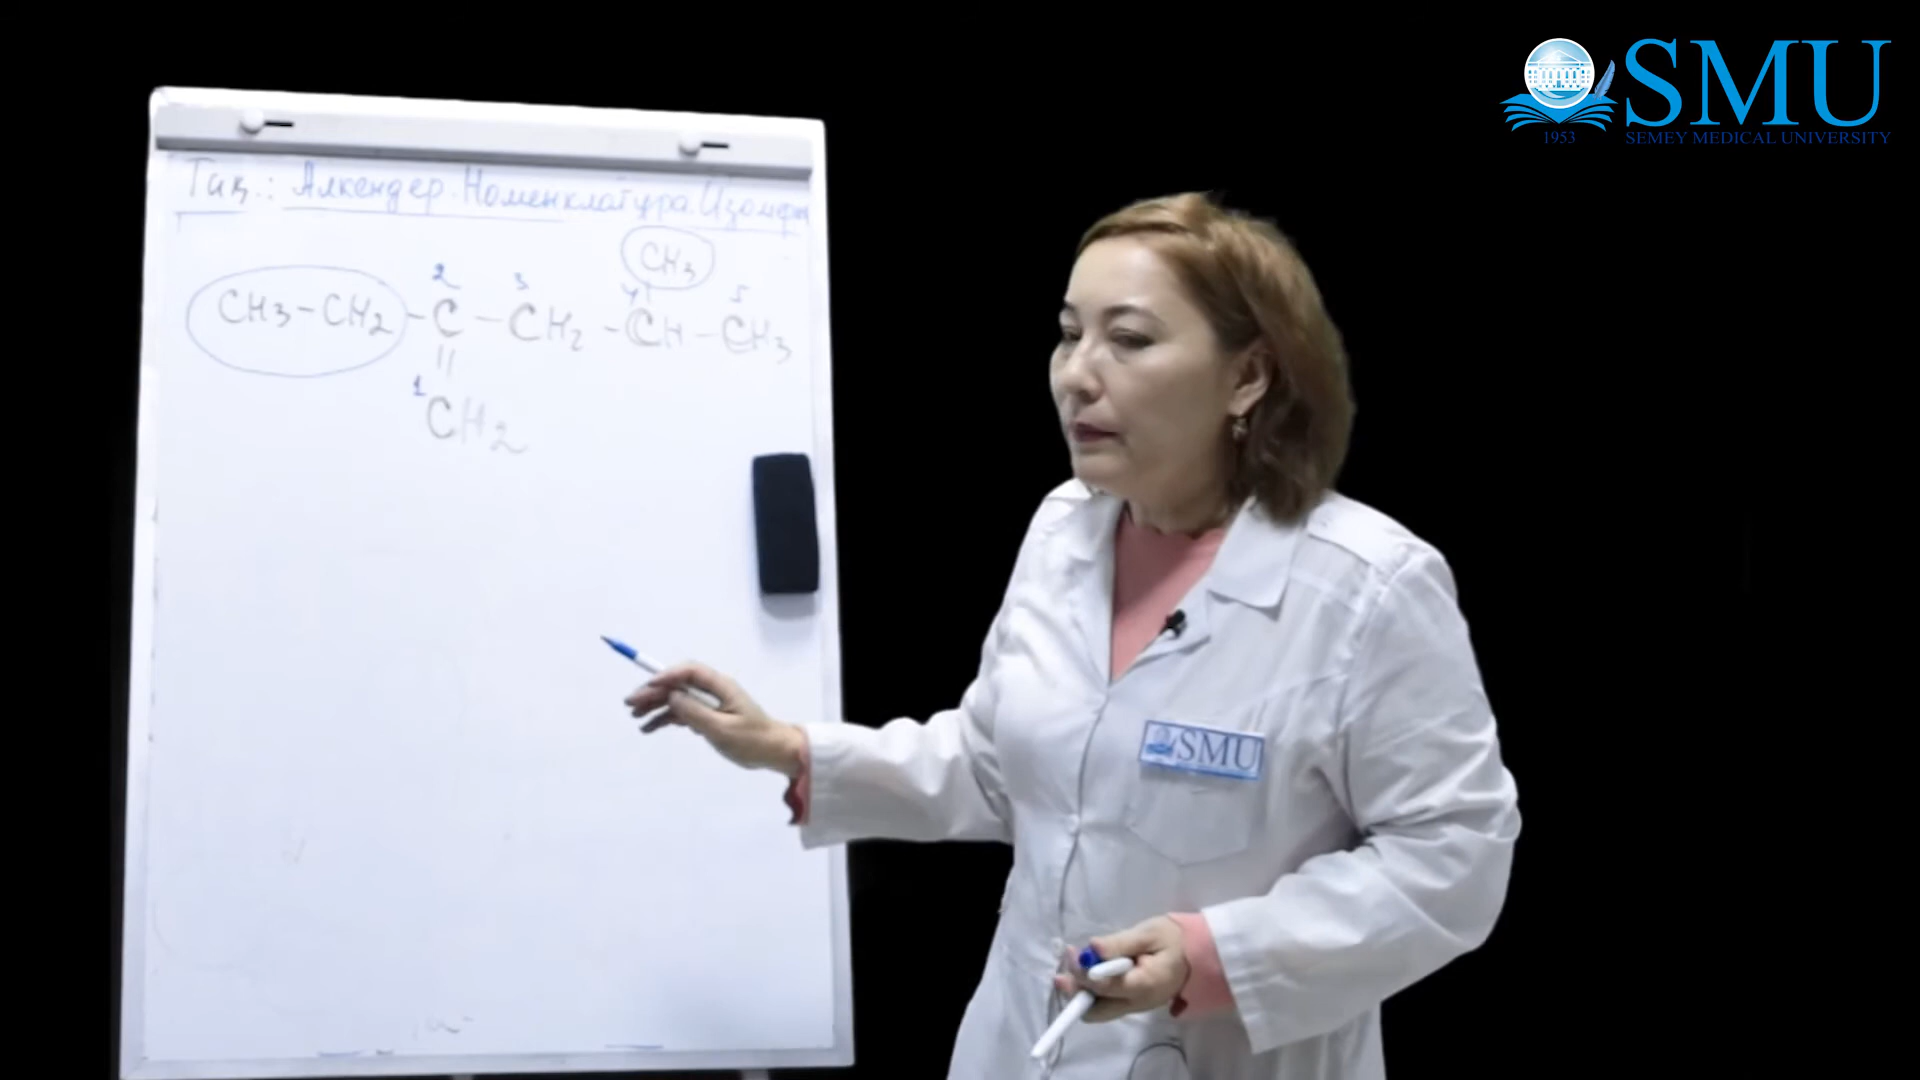 SMU
1953 SEMEY MEDICAL UNIVERSITY
Тақ.: Алкендер. Номенклатура. Изомер
CH3
2 3 4 5
CH3-CH2-C-CH2-CH-CH3
1
CH2
SMU